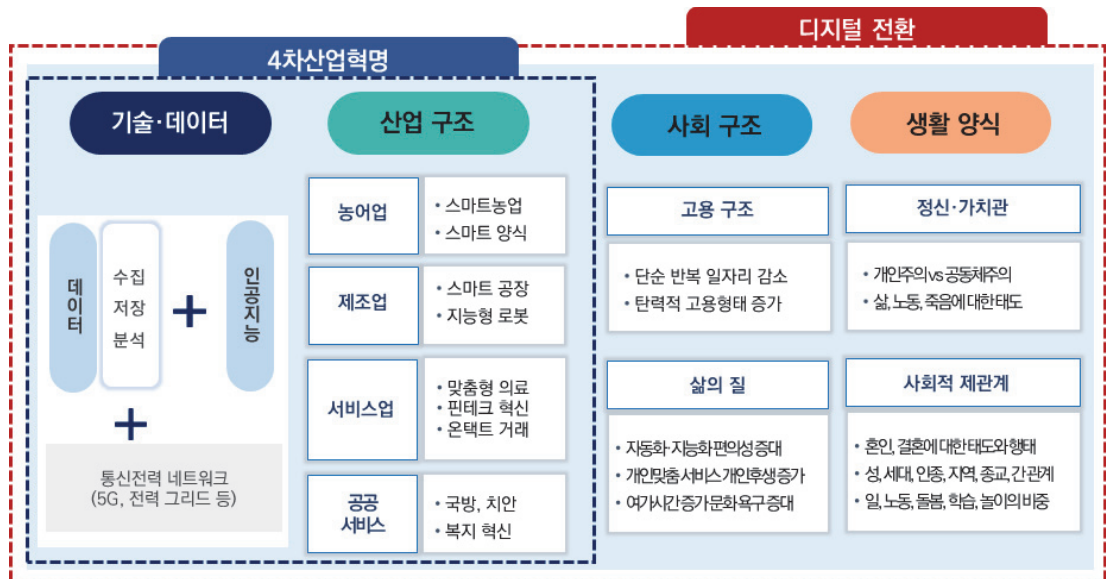 디지털 전환
4차산업혁명
기술·데이터
데이터
수집
저장
분석
+
인공지능
+
통신전력 네트워크
(5G, 전력 그리드 등)
산업 구조
농어업
• 스마트농업
• 스마트 양식
제조업
• 스마트 공장
• 지능형 로봇
서비스업
• 맞춤형 의료
• 핀테크 혁신
• 온택트 거래
공공
서비스
• 국방, 치안
• 복지 혁신
사회 구조
고용 구조
• 단순 반복 일자리 감소
• 탄력적 고용형태 증가
삶의 질
• 자동화·지능화 편의성 증대
• 개인맞춤 서비스 개인후생 증가
• 여가시간 증가 문화 욕구 증대
생활 양식
정신·가치관
• 개인주의 vs 공동체주의
• 삶, 노동, 죽음에 대한 태도
사회적 제관계
• 혼인, 결혼에 대한 태도와 행태
• 성, 세대, 인종, 지역, 종교, 간 관계
• 일, 노동, 돌봄, 학습, 놀이의 비중